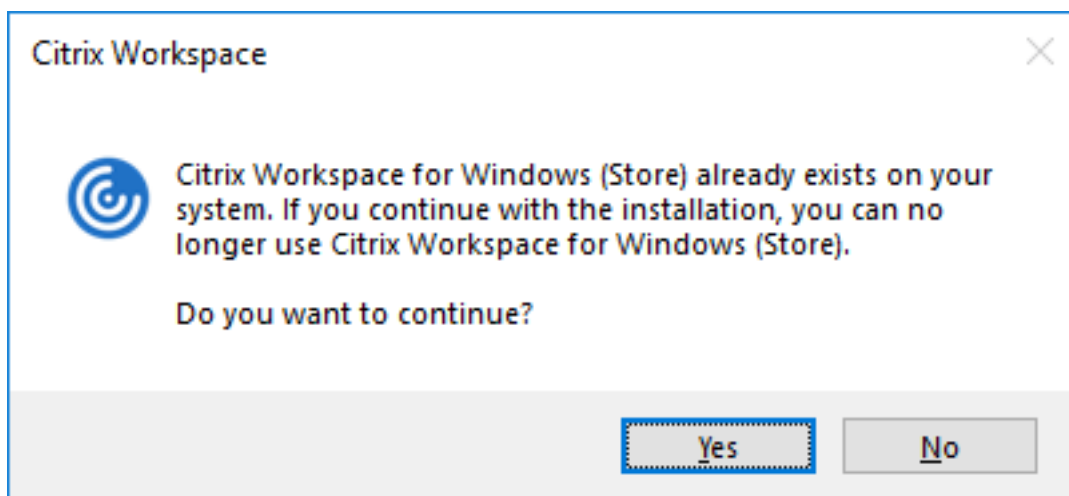 Citrix Workspace
Citrix Workspace for Windows (Store) already exists on your
system. If you continue with the installation, you can no
longer use Citrix Workspace for Windows (Store).
Do you want to continue?
Yes
No